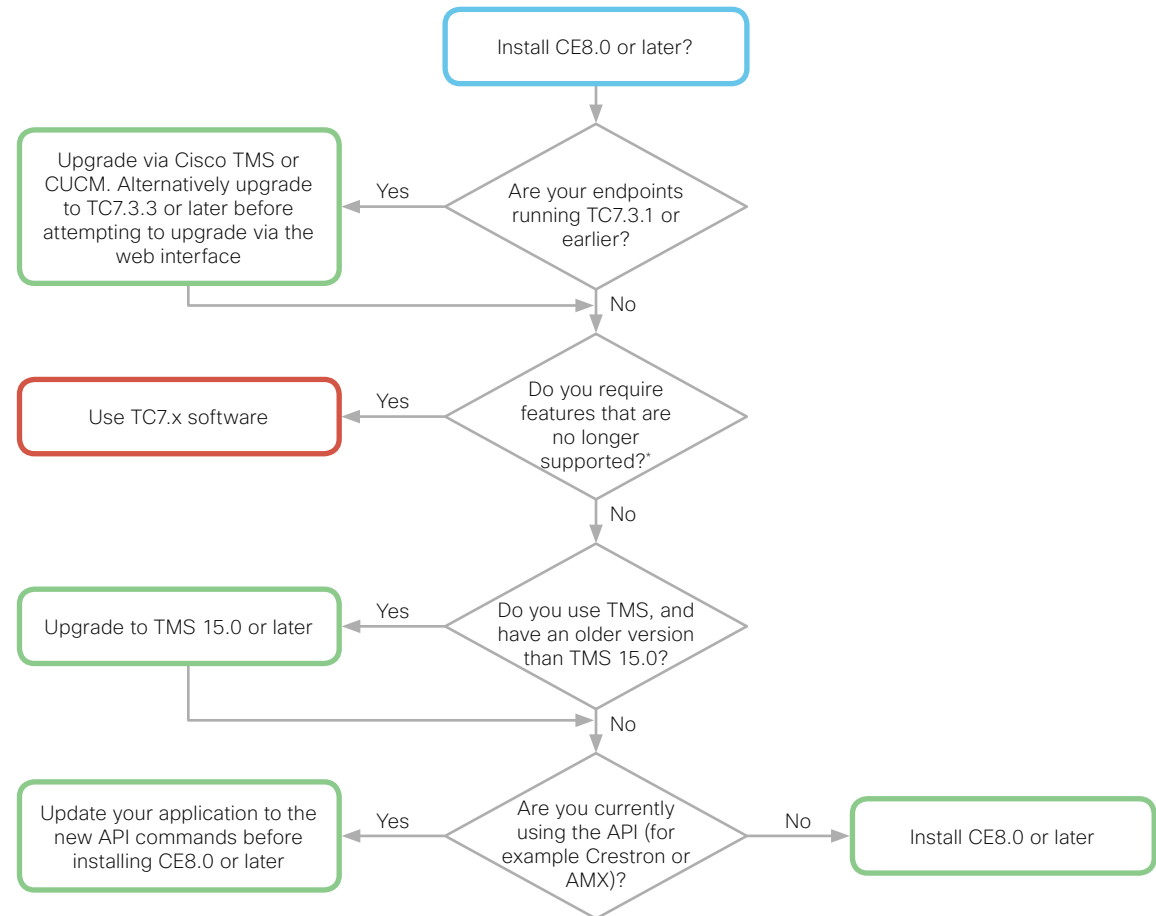 Install CE8.0 or later?
Upgrade via Cisco TMS or
CUCM. Alternatively upgrade
to TC7.3.3 or later before
attempting to upgrade via the
web interface
Yes
Are your endpoints
running TC7.3.1 or
earlier?
No
Use TC7.x software
Yes
Do you require
features that are
no longer
supported?*
No
Upgrade to TMS 15.0 or later
Yes
Do you use TMS, and
have an older version
than TMS 15.0?
No
Update your application to the
new API commands before
installing CE8.0 or later
Yes
Are you currently
using the API (for
example Crestron or
AMX)?
No
Install CE8.0 or later